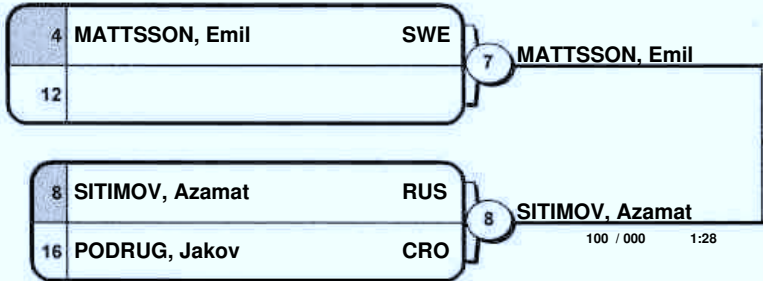 4 MATTSSON, Emil SWE
7 MATTSSON, Emil
12
8 SITIMOV, Azamat RUS
8 SITIMOV, Azamat
100 / 000 1:28
16 PODRUG, Jakov CRO